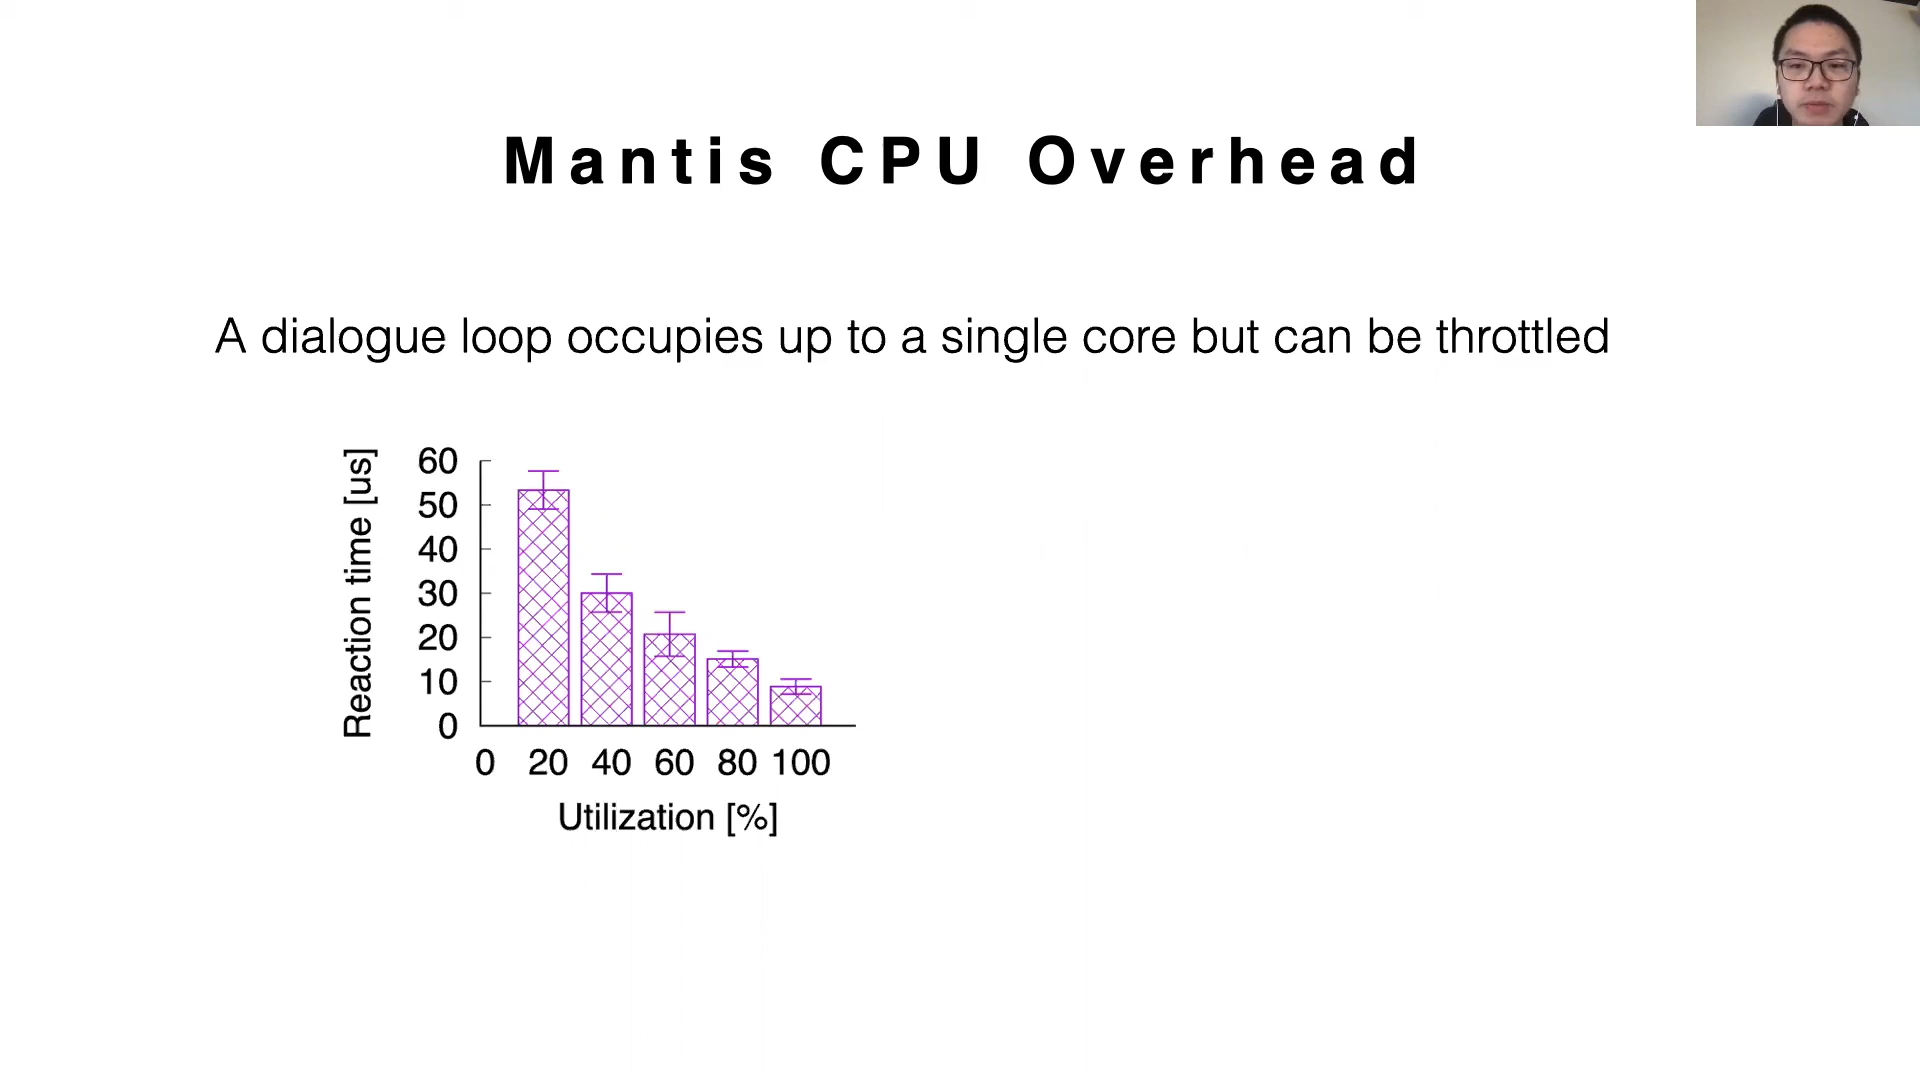 Mantis CPU Overhead
A dialogue loop occupies up to a single core but can be throttled
Reaction time [us]
60
50
40
30
20
10
0
0 20 40 60 80 100
Utilization [%]